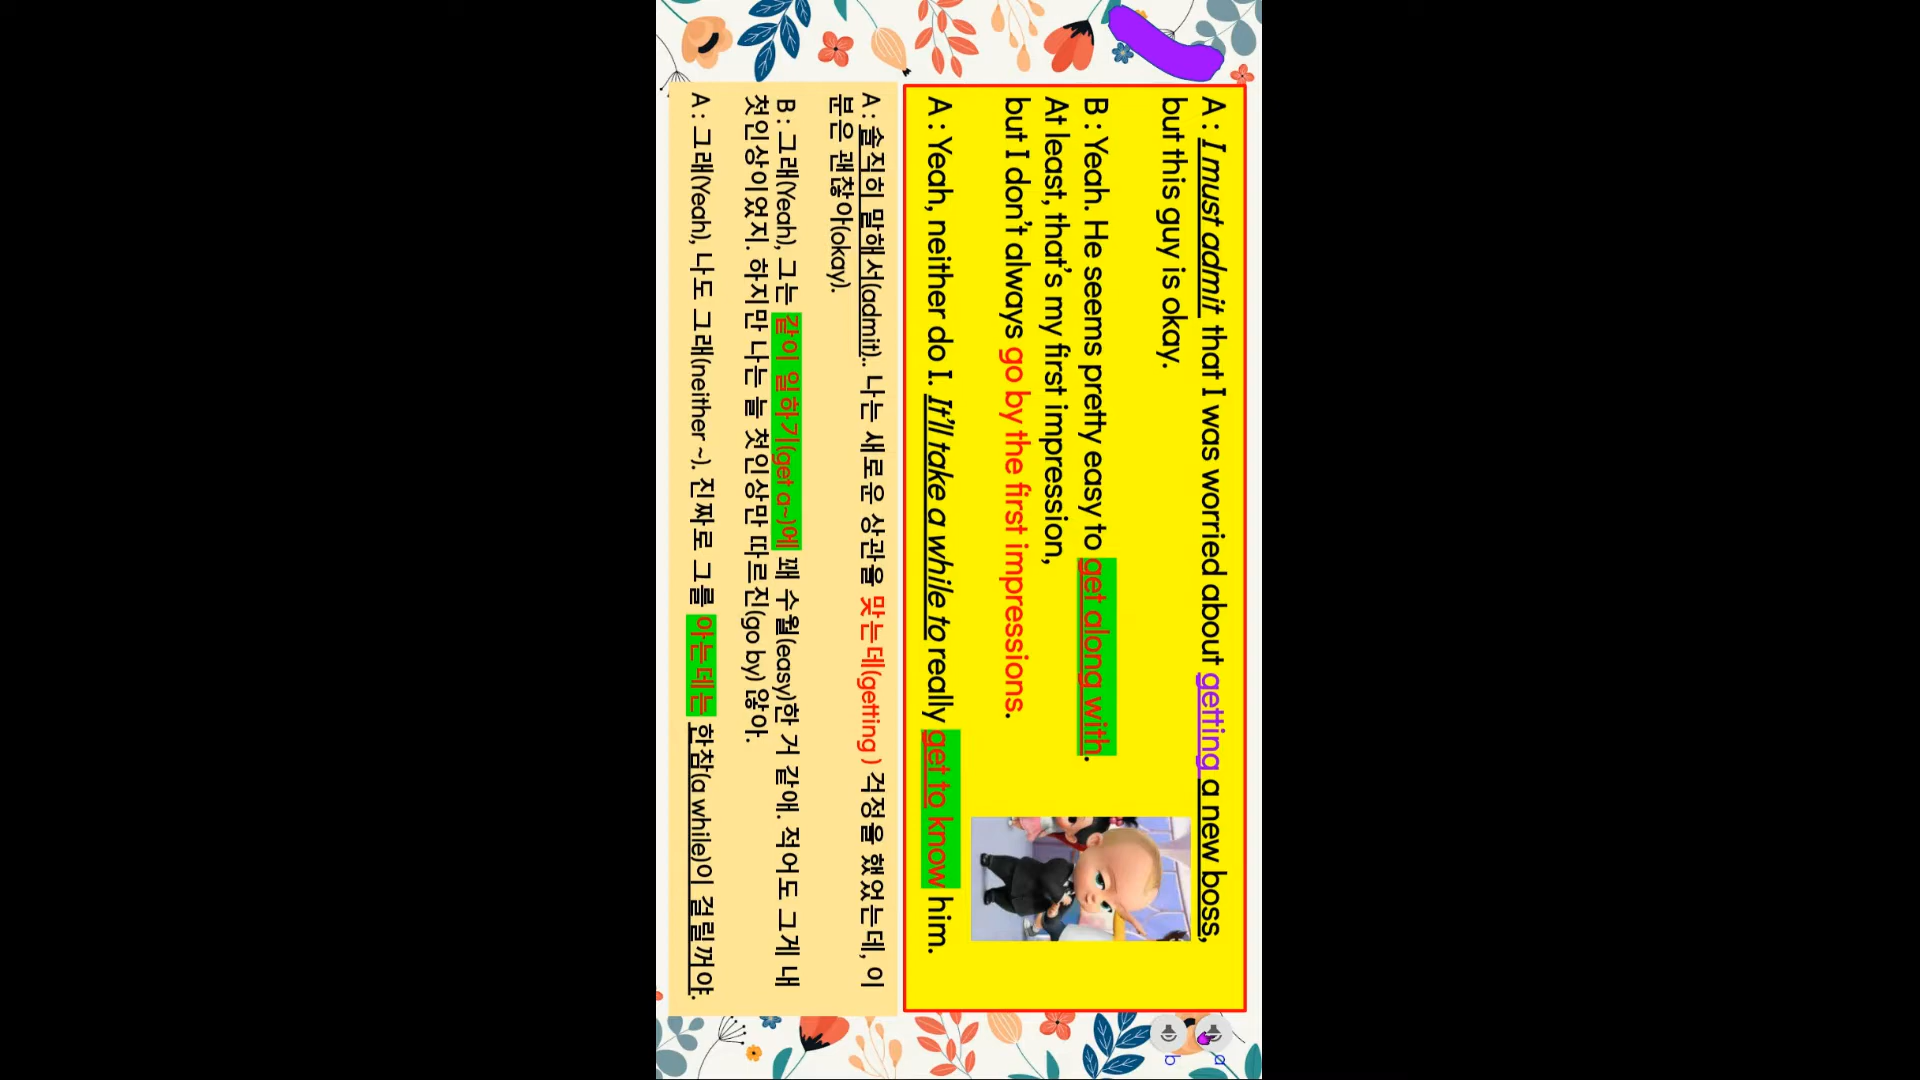 A : I must admit that I was worried about getting a new boss,
but this guy is okay.
B : Yeah. He seems pretty easy to get along with.
At least, that's my first impression,
but I don't always go by the first impressions.
A : Yeah, neither do I. It'll take a while to really get to know him.
A : 솔직히 말해서(admit).. 나는 새로운 상관을 맞는데(getting ) 걱정을 했었는데, 이
분은 괜찮아(okay).
B : 그래(Yeah), 그는 같이 일하기(get a~)에 꽤 수월(easy)한 거 같애. 적어도 그게 내
첫인상이었지. 하지만 나는 늘 첫인상만 따르진(go by) 않아.
A : 그래(Yeah), 나도 그래(neither ~). 진짜로 그를 아는데는 한참(a while)이 걸릴꺼야.
a
b